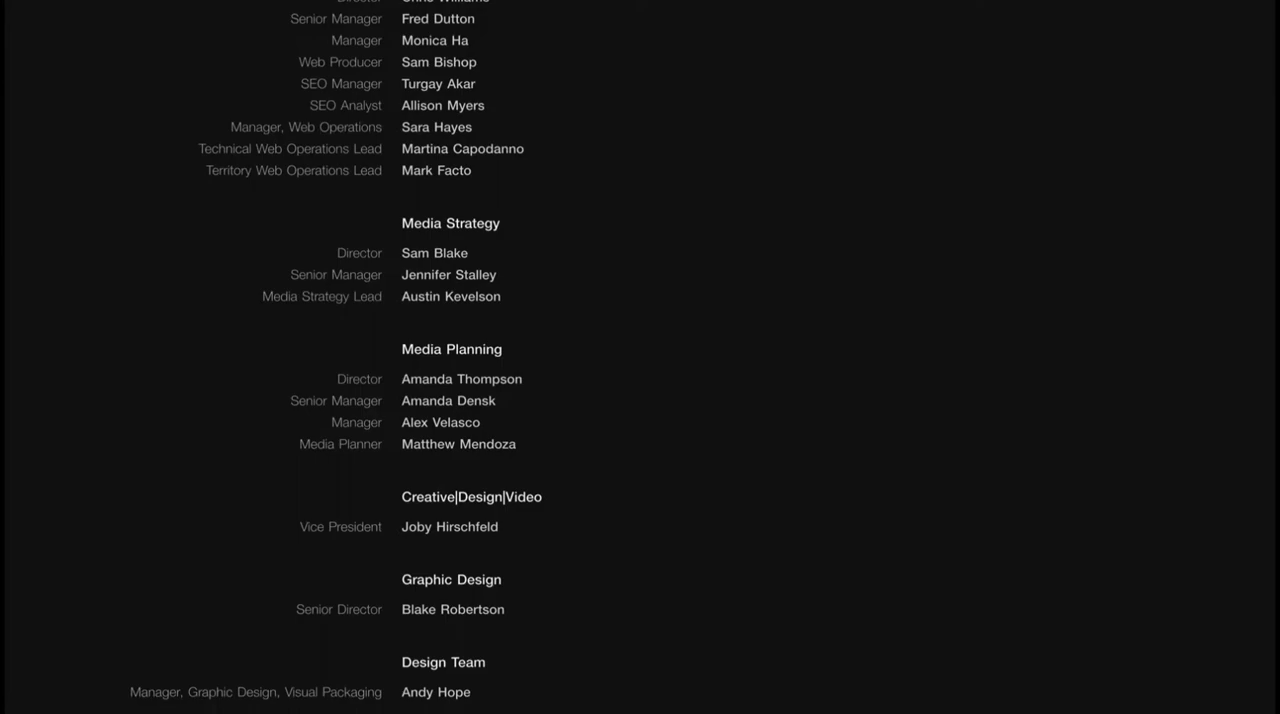 Director Chris Williams
Senior Manager Fred Dutton
Manager Monica Ha
Web Producer Sam Bishop
SEO Manager Turgay Akar
SEO Analyst Allison Myers
Manager, Web Operations Sara Hayes
Technical Web Operations Lead Martina Capodanno
Territory Web Operations Lead Mark Facto
Media Strategy
Director Sam Blake
Senior Manager Jennifer Stalley
Media Strategy Lead Austin Kevelson
Media Planning
Director Amanda Thompson
Senior Manager Amanda Densk
Manager Alex Velasco
Media Planner Matthew Mendoza
Creative|Design|Video
Vice President Joby Hirschfeld
Graphic Design
Senior Director Blake Robertson
Design Team
Manager, Graphic Design, Visual Packaging Andy Hope